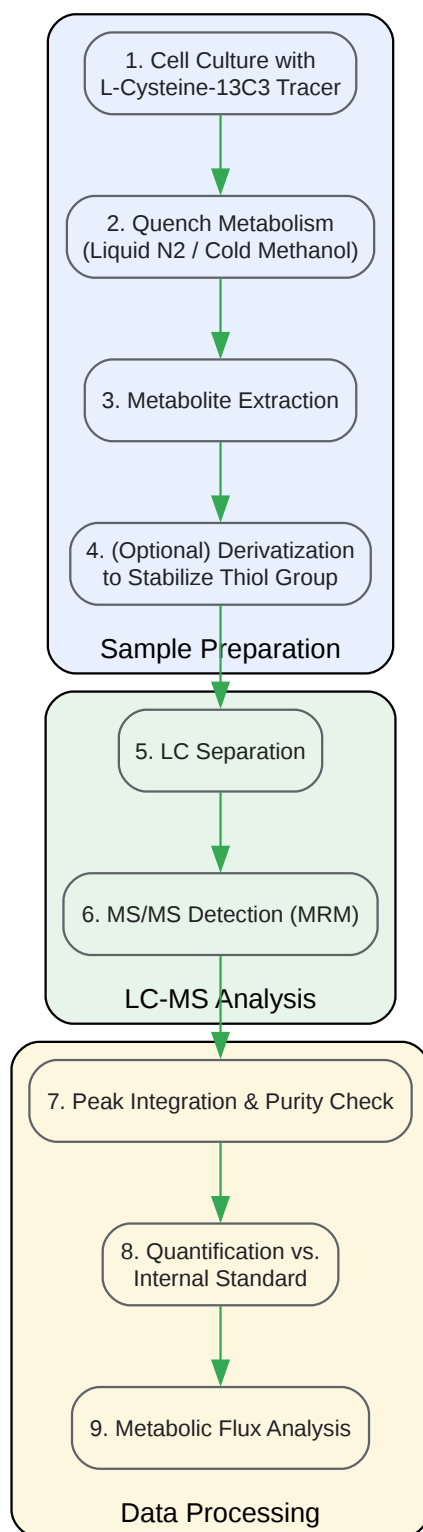 1. Cell Culture with
L-Cysteine-13C3 Tracer
2. Quench Metabolism
(Liquid N2 / Cold Methanol)
3. Metabolite Extraction
4. (Optional) Derivatization
to Stabilize Thiol Group
Sample Preparation
5. LC Separation
6. MS/MS Detection (MRM)
LC-MS Analysis
7. Peak Integration & Purity Check
8. Quantification vs.
Internal Standard
9. Metabolic Flux Analysis
Data Processing